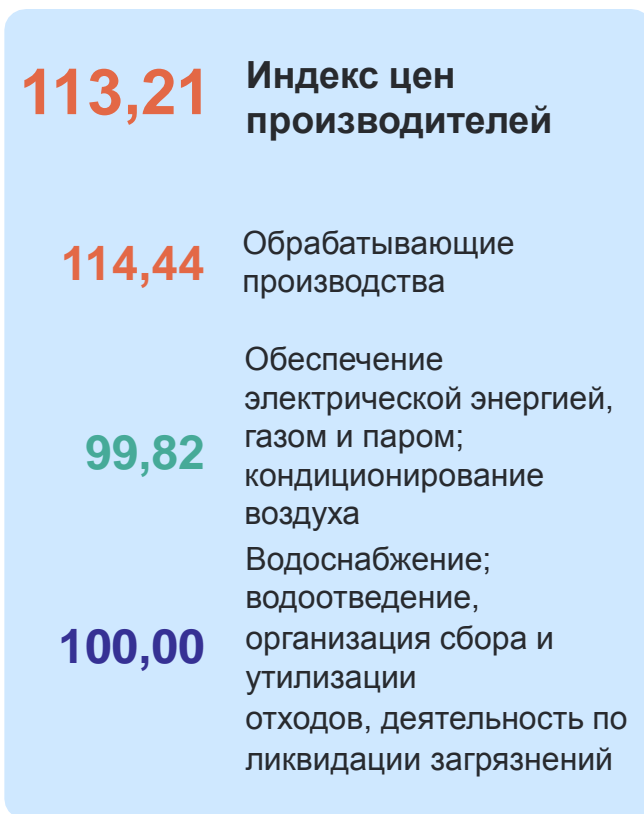 113,21
Индекс цен
производителей
114,44
Обрабатывающие
производства
99,82
Обеспечение
электрической энергией,
газом и паром;
кондиционирование
воздуха
100,00
Водоснабжение;
водоотведение,
организация сбора и
утилизации
отходов, деятельность по
ликвидации загрязнений